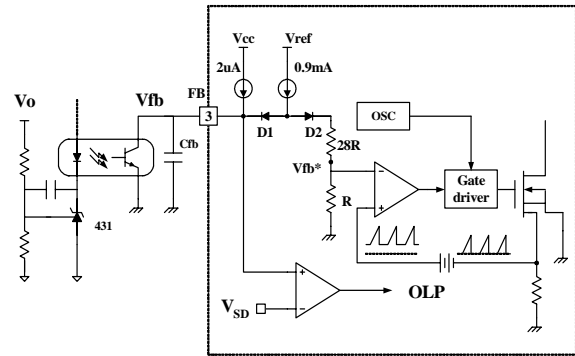 Vcc Vref
2uA 0.9mA
Vo Vfb FB
3
OSC
D1 D2
28R
Cfb
Vfb*
Gate
driver
R
431
OLP
VSD